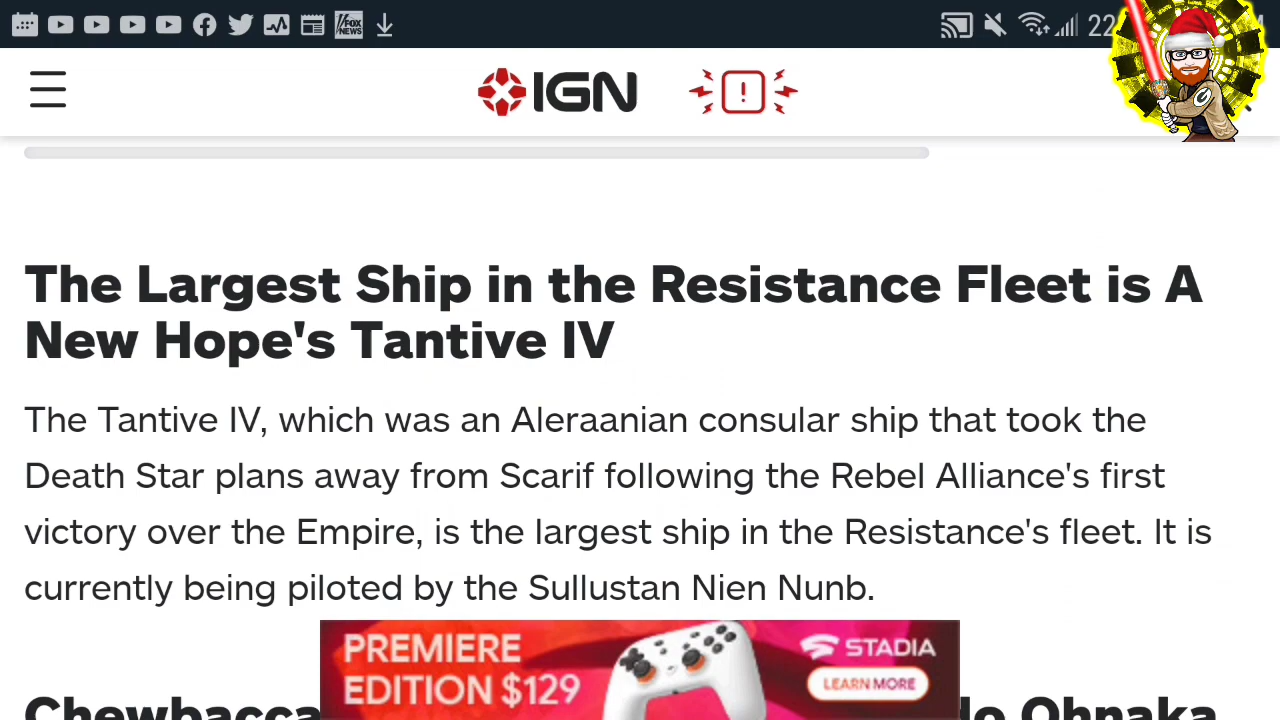 FOX NEWS
22
IGN
!
The Largest Ship in the Resistance Fleet is A
New Hope's Tantive IV
The Tantive IV, which was an Aleraanian consular ship that took the
Death Star plans away from Scarif following the Rebel Alliance's first
victory over the Empire, is the largest ship in the Resistance's fleet. It is
currently being piloted by the Sullustan Nien Nunb.
PREMIERE
EDITION $129
STADIA
LEARN MORE
Chewbacca
Ohnaka